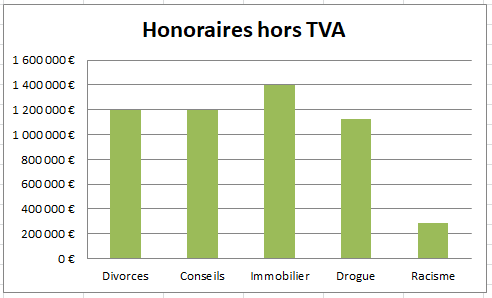 Honoraires hors TVA
1 600 000 €
1 400 000 €
1 200 000 €
1 000 000 €
800 000 €
600 000 €
400 000 €
200 000 €
0 €
Divorces Conseils Immobilier Drogue Racisme